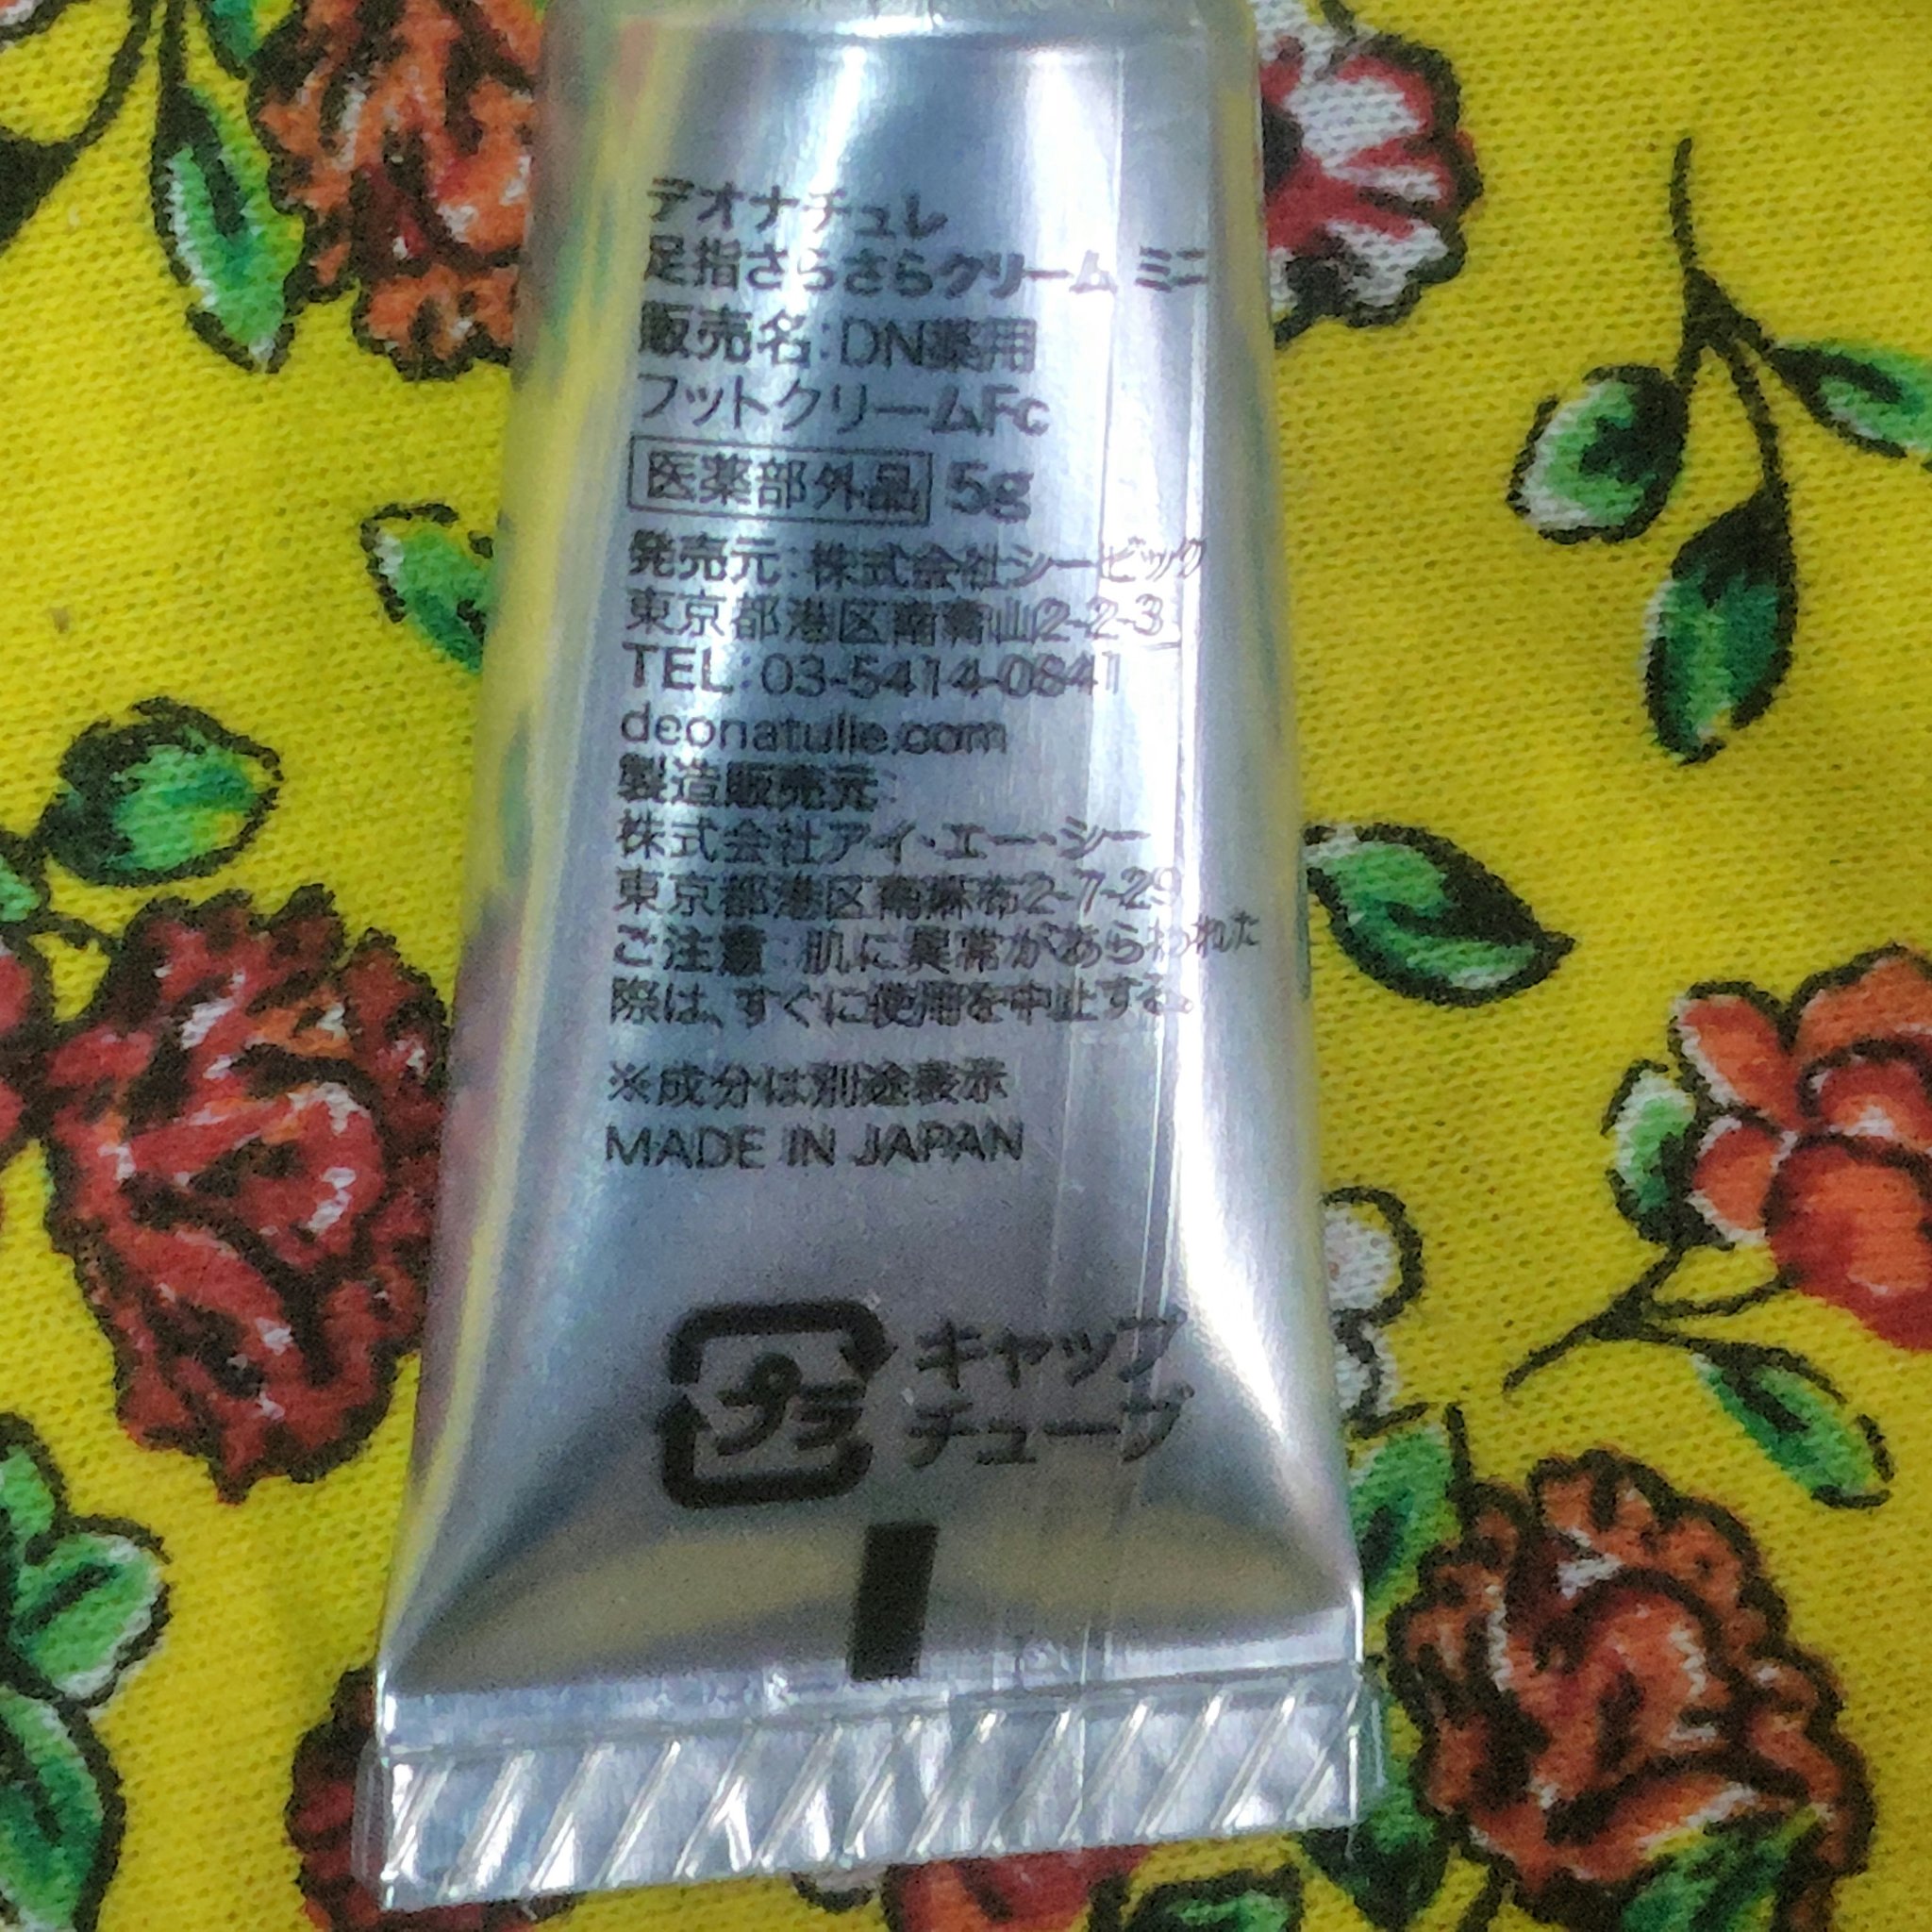 デオナチュレ
足指さらさらクリーム ミニ
販売名:DN薬用
フットクリームFc
医薬部外品 5g
発売元:株式会社シービック
東京都港区南青山2-2-3
TEL:03-5414-0841
deonatulle.com
製造販売元:
株式会社アイ・エー・シー
東京都港区南麻布2-7-29
ご注意:肌に異常があらわれた
際は、すぐに使用を中止する。
※成分は別途表示
MADE IN JAPAN
プラ キャップ
チューブ